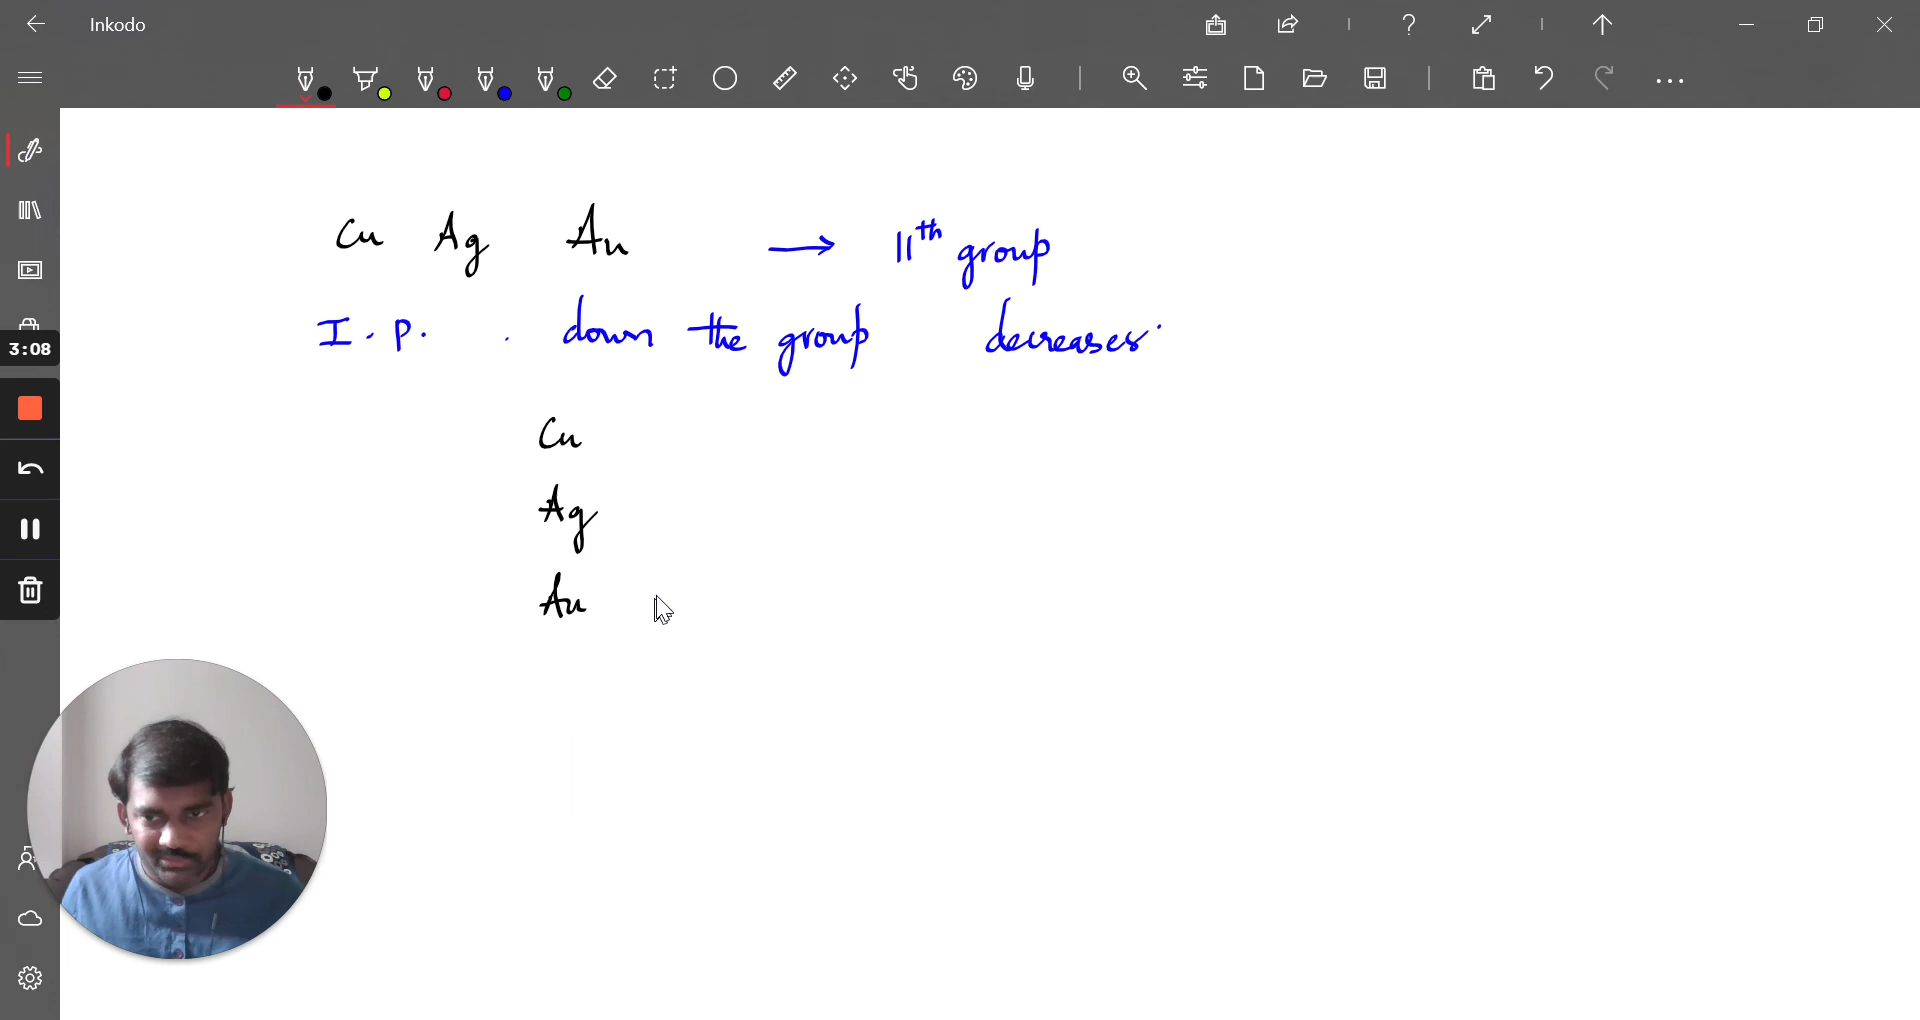 Inkodo
Cu Ag Au → 11th group
I.P. . down the group decreases.
3:08
Cu
Ag
Au